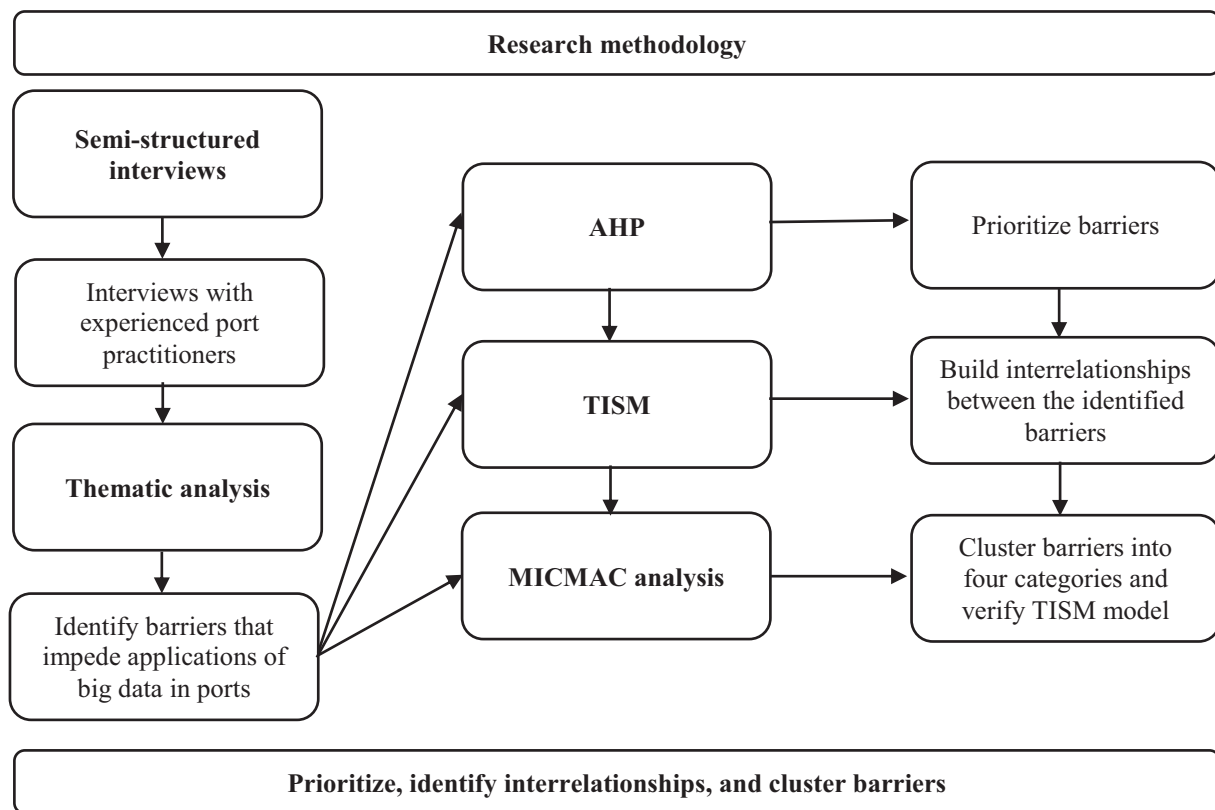 Research methodology
Semi-structured
interviews
Interviews with
experienced port
practitioners
Thematic analysis
Identify barriers that
impede applications of
big data in ports
AHP
TISM
MICMAC analysis
Prioritize barriers
Build interrelationships
between the identified
barriers
Cluster barriers into
four categories and
verify TISM model
Prioritize, identify interrelationships, and cluster barriers